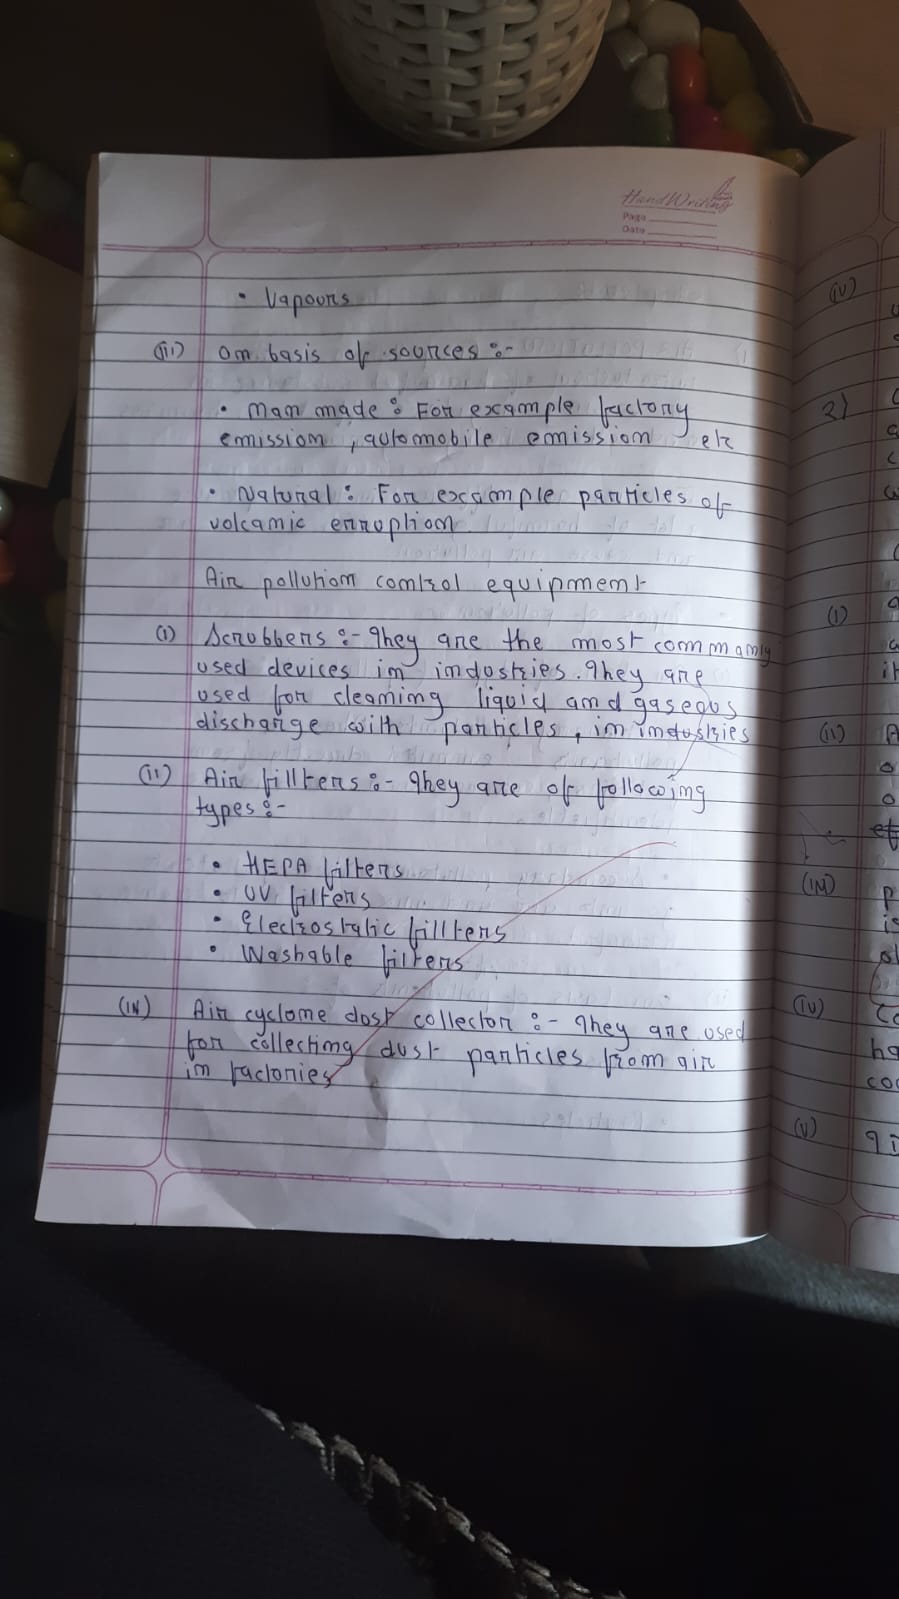 HandWriting
Page
Date
• Vapours
(iii) on basis of sources :-
• Man made : For example factory
emission, automobile emission etc
• Natural : For example particles of
volcanic erruption
Air pollution control equipment
(i) Scrubbers :- They are the most commanly
used devices in industries. They are
used for cleaning liquid and gaseous
discharge with particles, in industries
(ii) Air fillters :- They are of following
types :-
• HEPA filters
• UV filters
• Electrostatic fillters
• Washable filters
(iii) Air cyclone dust collector :- They are used
for collecting dust particles from air
in factories
(iv)
2)
(i)
(ii)
(iii)
(iv)
(v)